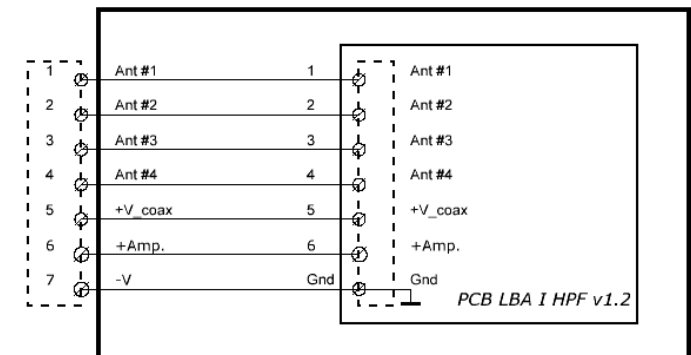 1 Ant #1 1 Ant #1
2 Ant #2 2 Ant #2
3 Ant #3 3 Ant #3
4 Ant #4 4 Ant #4
5 +V_coax 5 +V_coax
6 +Amp. 6 +Amp.
7 -V Gnd Gnd
PCB LBA I HPF v1.2